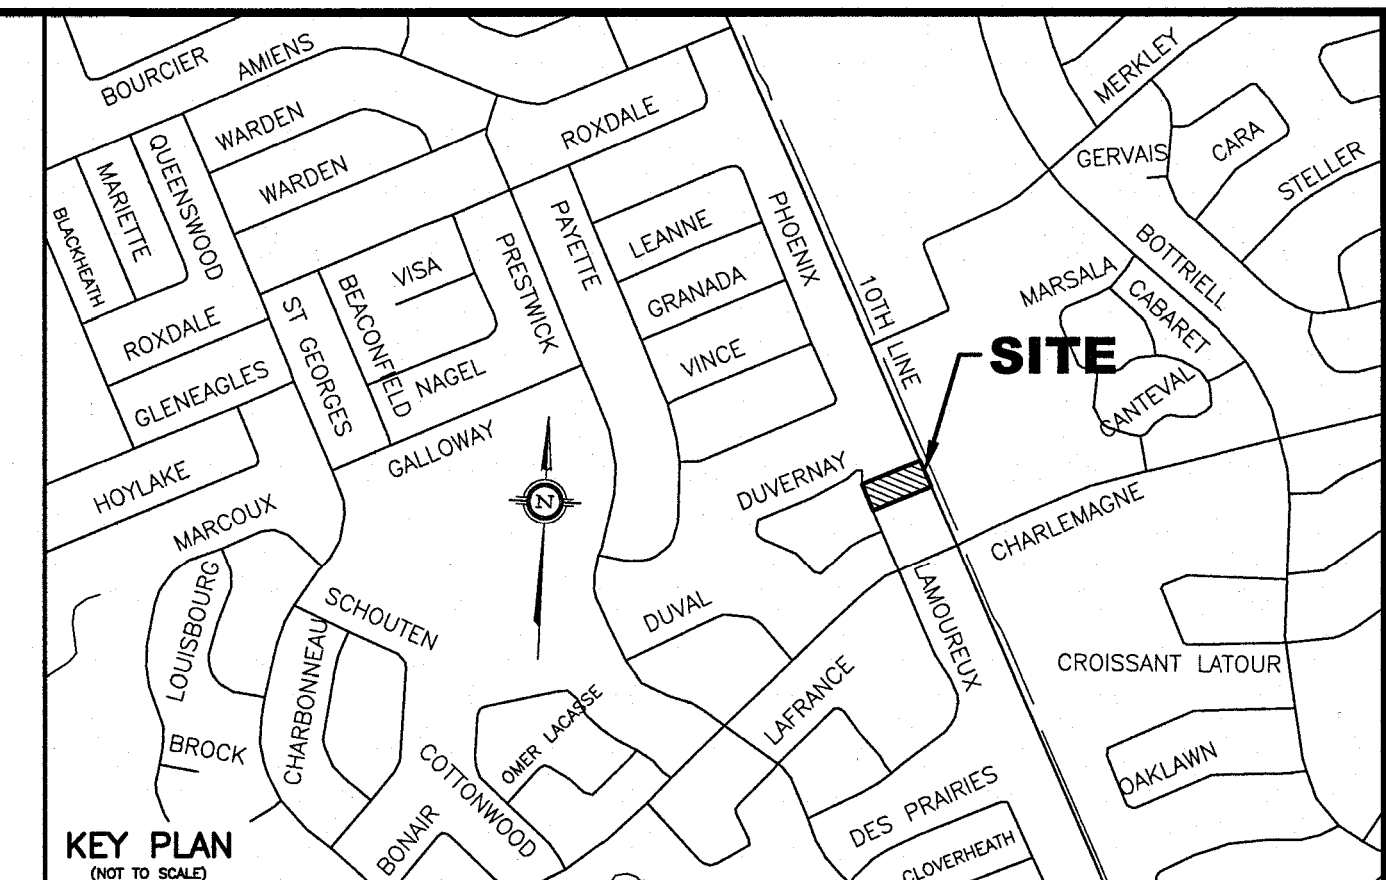 BOURCIER
AMIENS
MERKLEY
WARDEN
ROXDALE
QUEENSWOOD
MARIETTE
WARDEN
GERVAIS
CARA
STELLER
BLACKHEATH
PAYETTE
PHOENIX
LEANNE
PRESTWICK
VISA
BEACONFIELD
BOTTRIELL
MARSALA
GRANADA
10TH LINE
CABARET
ST GEORGES
ROXDALE
VINCE
SITE
NAGEL
GLENEAGLES
CANTEVAL
GALLOWAY
HOYLAKE
DUVERNAY
MARCOUX
N
CHARLEMAGNE
LOUISBOURG
SCHOUTEN
DUVAL
LAMOUREUX
CHARBONNEAU
CROISSANT LATOUR
LAFRANCE
OMER LACASSE
BROCK
COTTONWOOD
OAKLAWN
DES PRAIRIES
BONAIR
CLOVERHEATH
KEY PLAN
(NOT TO SCALE)